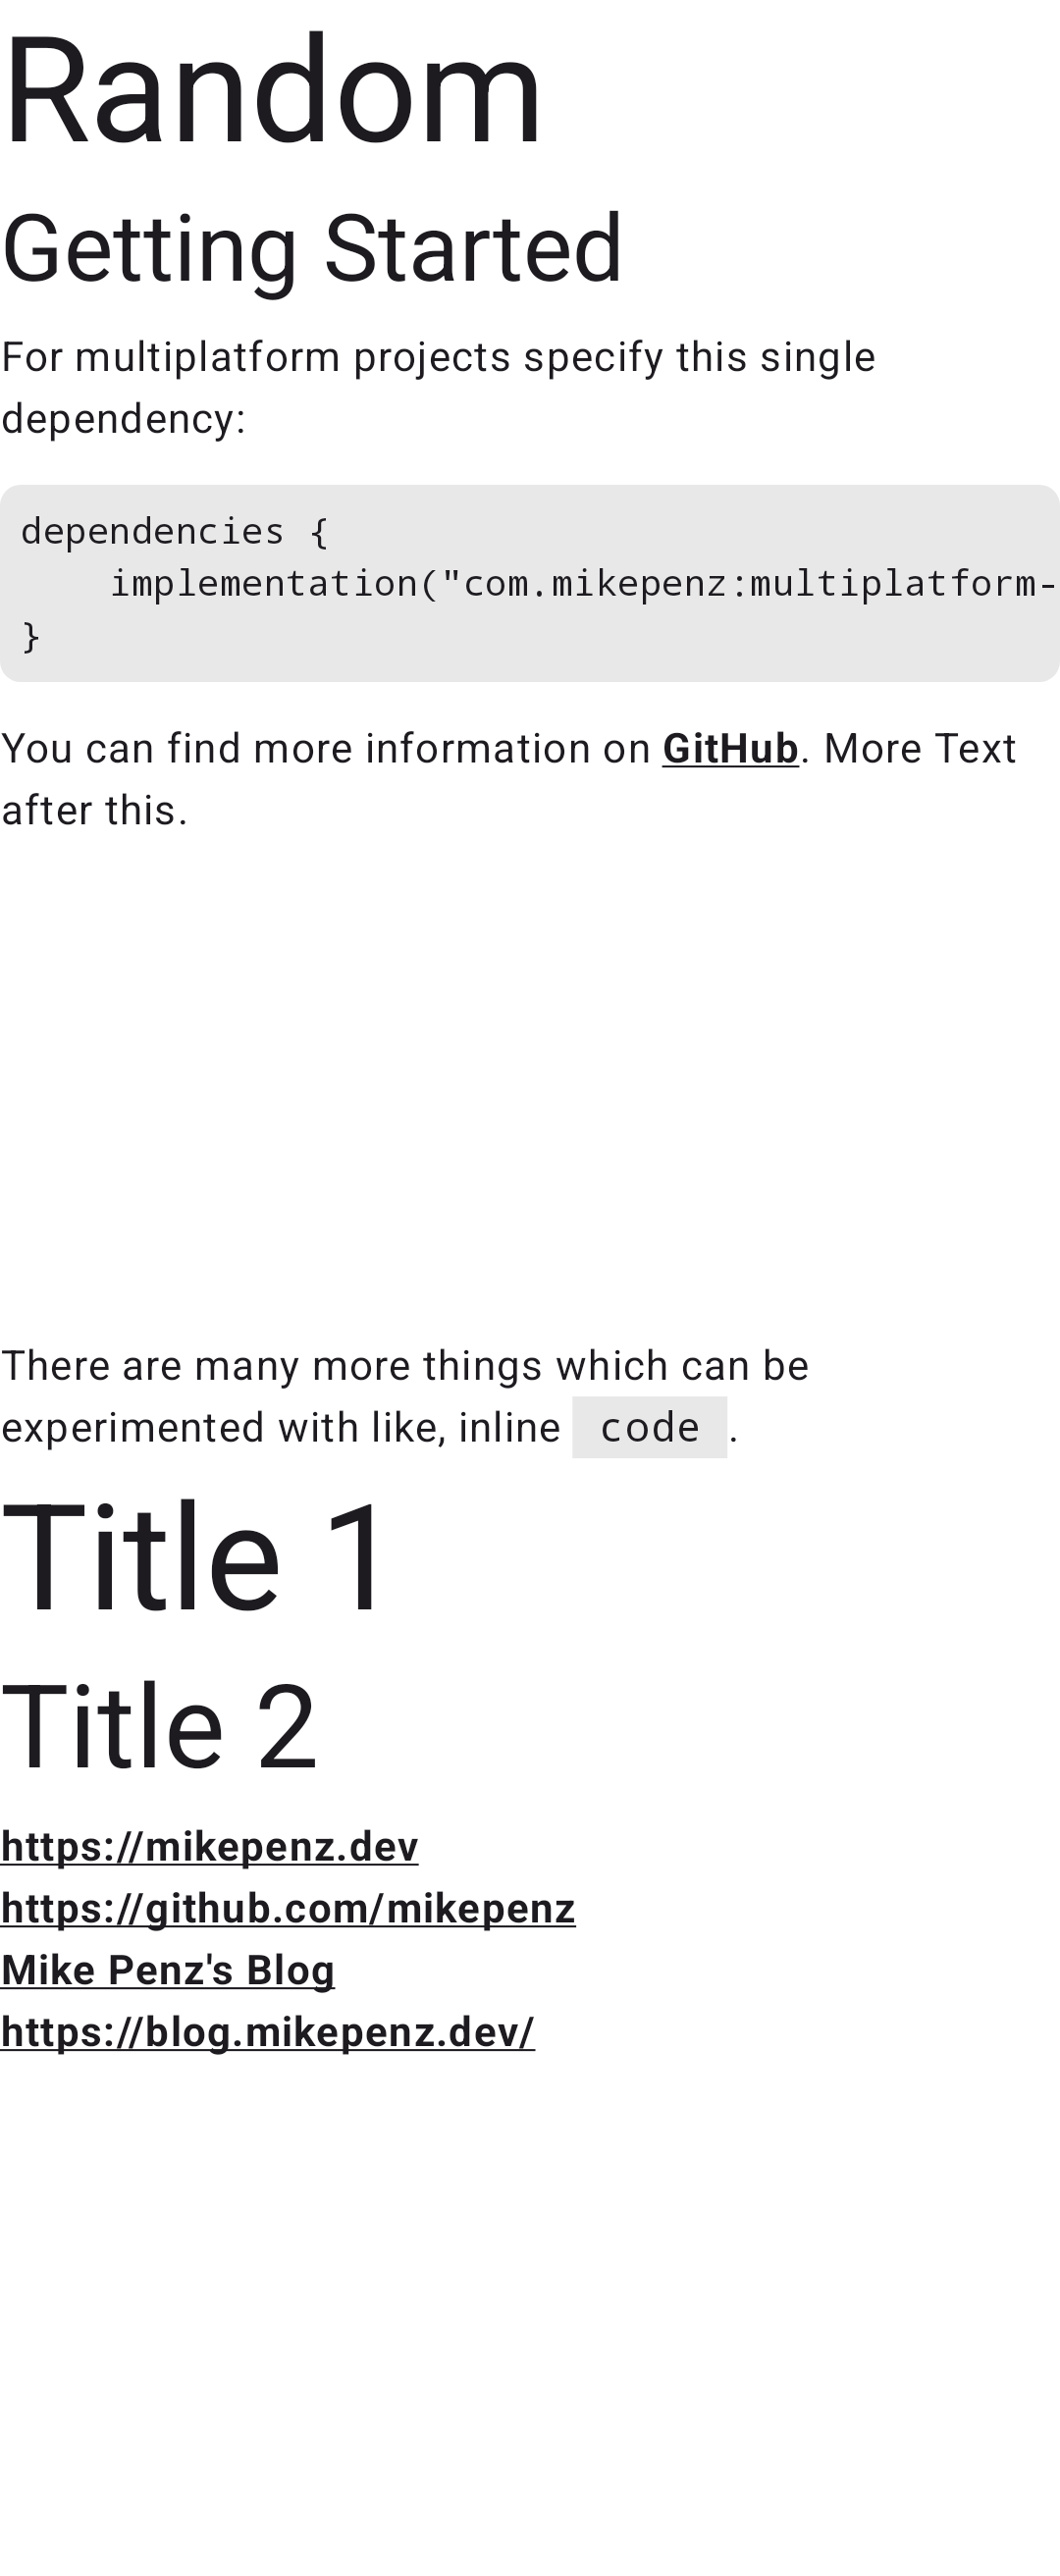 Random
Getting Started
For multiplatform projects specify this single
dependency:
dependencies {
    implementation("com.mikepenz:multiplatform-
}
You can find more information on GitHub. More Text
after this.
There are many more things which can be
experimented with like, inline code .
Title 1
Title 2
https://mikepenz.dev
https://github.com/mikepenz
Mike Penz's Blog
https://blog.mikepenz.dev/